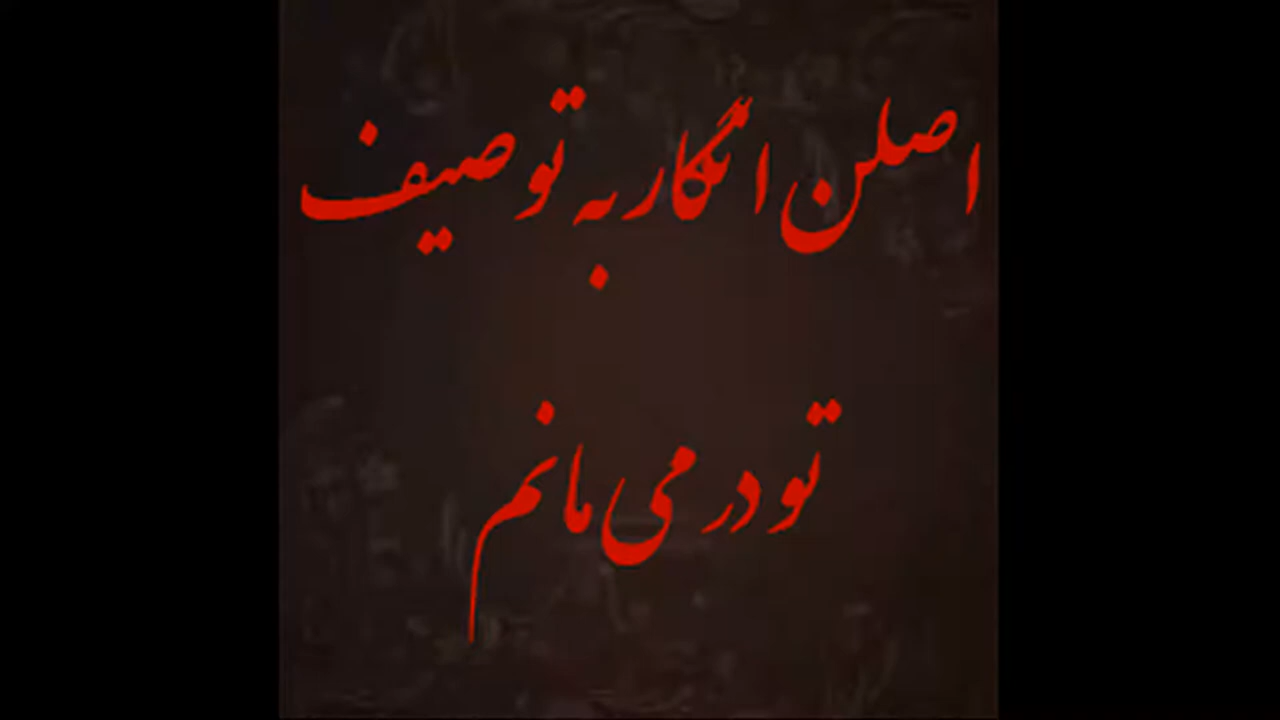 اصلن انگار به توصیف
تو در می مانم